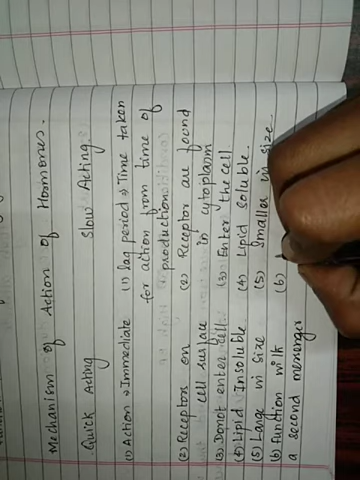 Mechanism of Action of Hormones.
Quick Acting Slow Acting.
(1) Action → Immediate (1) lag period → Time taken
for action from time of
production
(2) Receptors on (2) Receptor are found
cell surface in cytoplasm
(3) Donot enter cell. (3) Enter the cell
(4) Lipid Insoluble (4) Lipid soluble.
(5) Large in size (5) Smaller in size
(6) Function with (6)
a second messenger